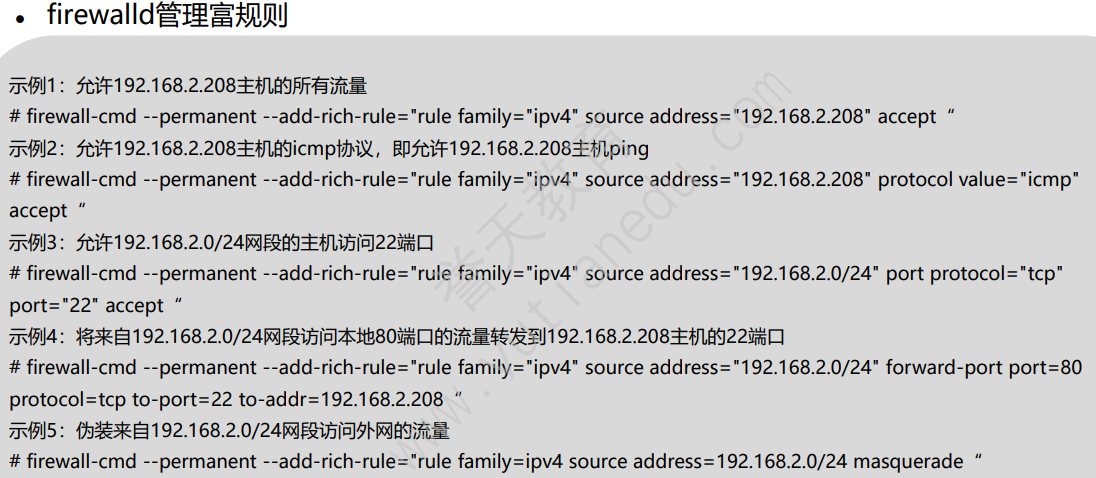 • firewalld管理富规则
示例1：允许192.168.2.208主机的所有流量
# firewall-cmd --permanent --add-rich-rule="rule family="ipv4" source address="192.168.2.208" accept“
示例2：允许192.168.2.208主机的icmp协议，即允许192.168.2.208主机ping
# firewall-cmd --permanent --add-rich-rule="rule family="ipv4" source address="192.168.2.208" protocol value="icmp"
accept“
示例3：允许192.168.2.0/24网段的主机访问22端口
# firewall-cmd --permanent --add-rich-rule="rule family="ipv4" source address="192.168.2.0/24" port protocol="tcp"
port="22" accept“
示例4：将来自192.168.2.0/24网段访问本地80端口的流量转发到192.168.2.208主机的22端口
# firewall-cmd --permanent --add-rich-rule="rule family="ipv4" source address="192.168.2.0/24" forward-port port=80
protocol=tcp to-port=22 to-addr=192.168.2.208 “
示例5：伪装来自192.168.2.0/24网段访问外网的流量
# firewall-cmd --permanent --add-rich-rule="rule family=ipv4 source address=192.168.2.0/24 masquerade“
誉天教育
www.yutianedu.com